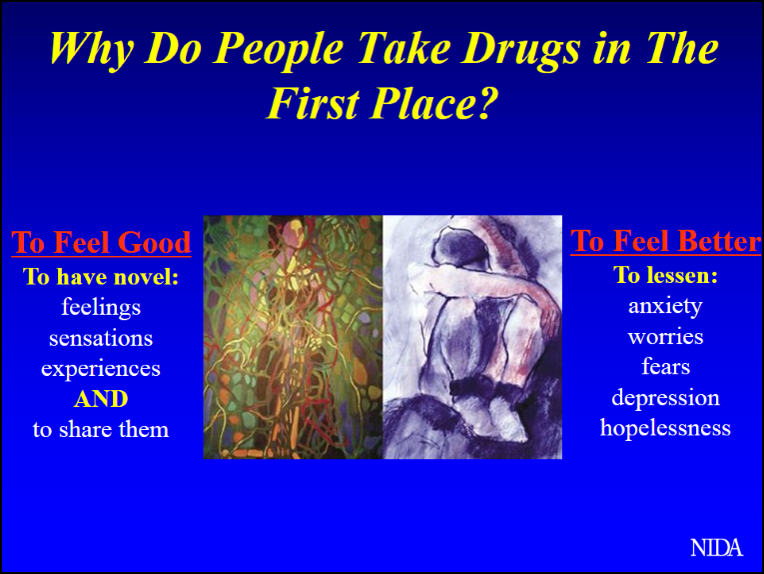 Why Do People Take Drugs in The
First Place?
To Feel Good
To have novel:
feelings
sensations
experiences
AND
to share them
To Feel Better
To lessen:
anxiety
worries
fears
depression
hopelessness
NIDA